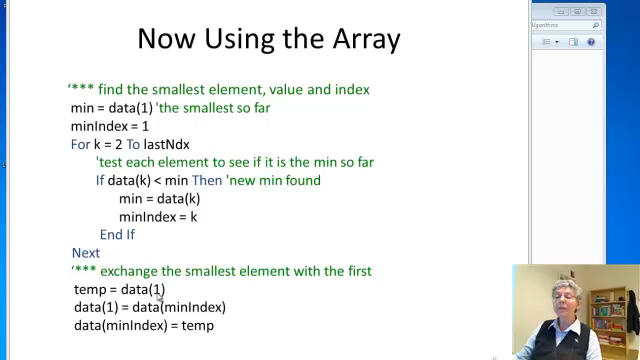 Algorithms
Now Using the Array
‘*** find the smallest element, value and index
min = data(1) 'the smallest so far
minIndex = 1
For k = 2 To lastNdx
'test each element to see if it is the min so far
If data(k) < min Then 'new min found
min = data(k)
minIndex = k
End If
Next
‘*** exchange the smallest element with the first
temp = data(1)
data(1) = data(minIndex)
data(minIndex) = temp